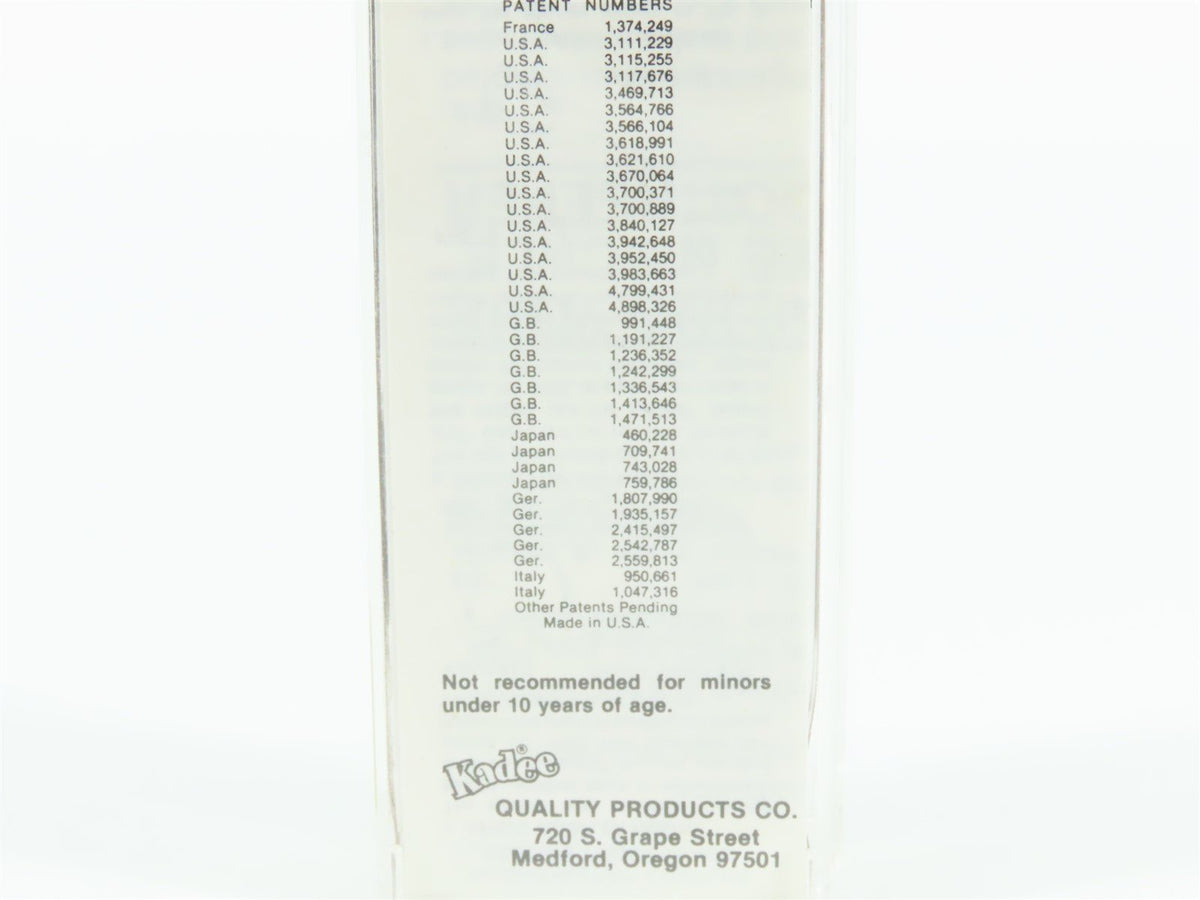 PATENT NUMBERS
France 1,374,249
U.S.A. 3,111,229
U.S.A. 3,115,255
U.S.A. 3,117,676
U.S.A. 3,469,713
U.S.A. 3,564,766
U.S.A. 3,566,104
U.S.A. 3,618,991
U.S.A. 3,621,610
U.S.A. 3,670,064
U.S.A. 3,700,371
U.S.A. 3,700,889
U.S.A. 3,840,127
U.S.A. 3,942,648
U.S.A. 3,952,450
U.S.A. 3,983,663
U.S.A. 4,799,431
U.S.A. 4,898,326
G.B. 991,448
G.B. 1,191,227
G.B. 1,236,352
G.B. 1,242,299
G.B. 1,336,543
G.B. 1,413,646
G.B. 1,471,513
Japan 460,228
Japan 709,741
Japan 743,028
Japan 759,786
Ger. 1,807,990
Ger. 1,935,157
Ger. 2,415,497
Ger. 2,542,787
Ger. 2,559,813
Italy 950,661
Italy 1,047,316
Other Patents Pending
Made in U.S.A.
Not recommended for minors
under 10 years of age.
Kadee®
QUALITY PRODUCTS CO.
720 S. Grape Street
Medford, Oregon 97501